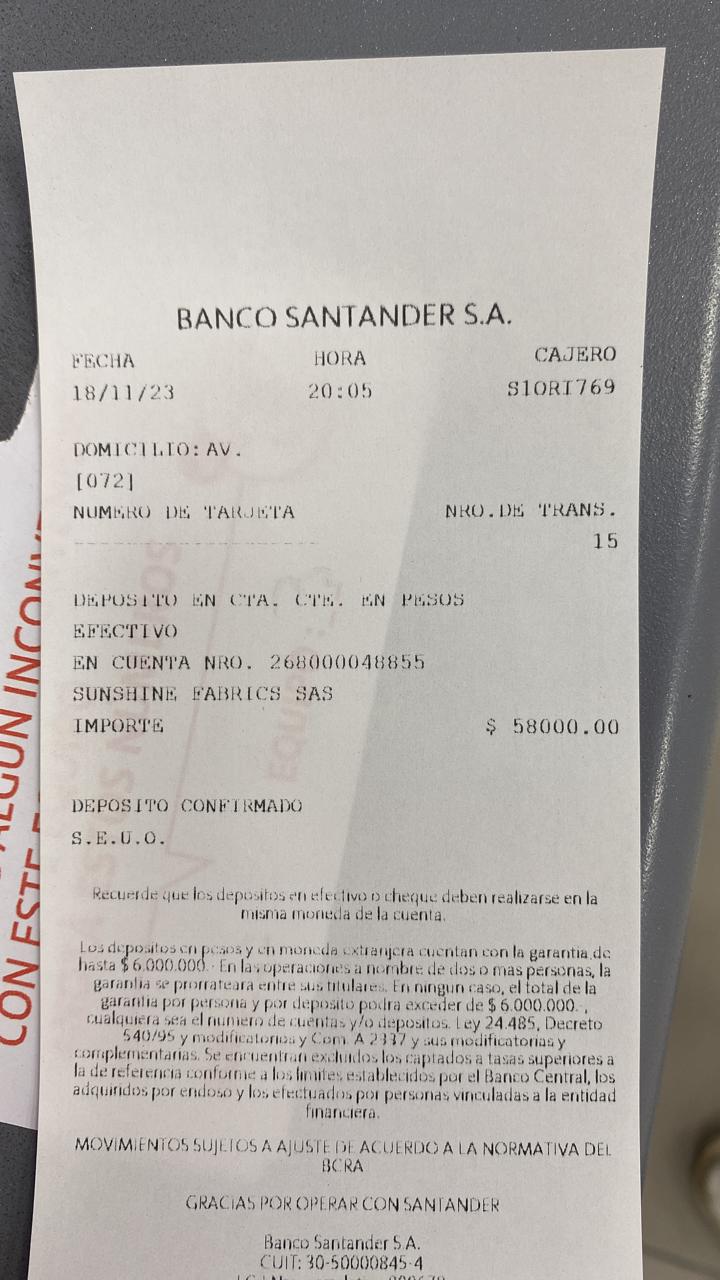 BANCO SANTANDER S.A.
FECHA HORA CAJERO
18/11/23 20:05 S1ORI769
DOMICILIO: AV.
[072]
NUMERO DE TARJETA NRO.DE TRANS.
15
DEPOSITO EN CTA. CTE. EN PESOS
EFECTIVO
EN CUENTA NRO. 268000048855
SUNSHINE FABRICS SAS
IMPORTE $ 58000.00
DEPOSITO CONFIRMADO
S.E.U.O.
Recuerde que los depositos en efectivo o cheque deben realizarse en la
misma moneda de la cuenta.
Los depositos en pesos y en moneda extranjera cuentan con la garantia de
hasta $ 6.000.000.- En las operaciones a nombre de dos o mas personas, la
garantia se prorrateara entre sus titulares. En ningun caso, el total de la
garantia por persona y por deposito podra exceder de $ 6.000.000.-,
cualquiera sea el numero de cuentas y/o depositos. Ley 24.485, Decreto
540/95 y modificatorios y Com. A 2337 y sus modificatorias y
complementarias. Se encuentran excluidos los captados a tasas superiores a
la de referencia conforme a los limites establecidos por el Banco Central, los
adquiridos por endoso y los efectuados por personas vinculadas a la entidad
financiera.
MOVIMIENTOS SUJETOS A AJUSTE DE ACUERDO A LA NORMATIVA DEL
BCRA
GRACIAS POR OPERAR CON SANTANDER
Banco Santander S.A.
CUIT: 30-50000845-4
ALGUN
CON ESTE